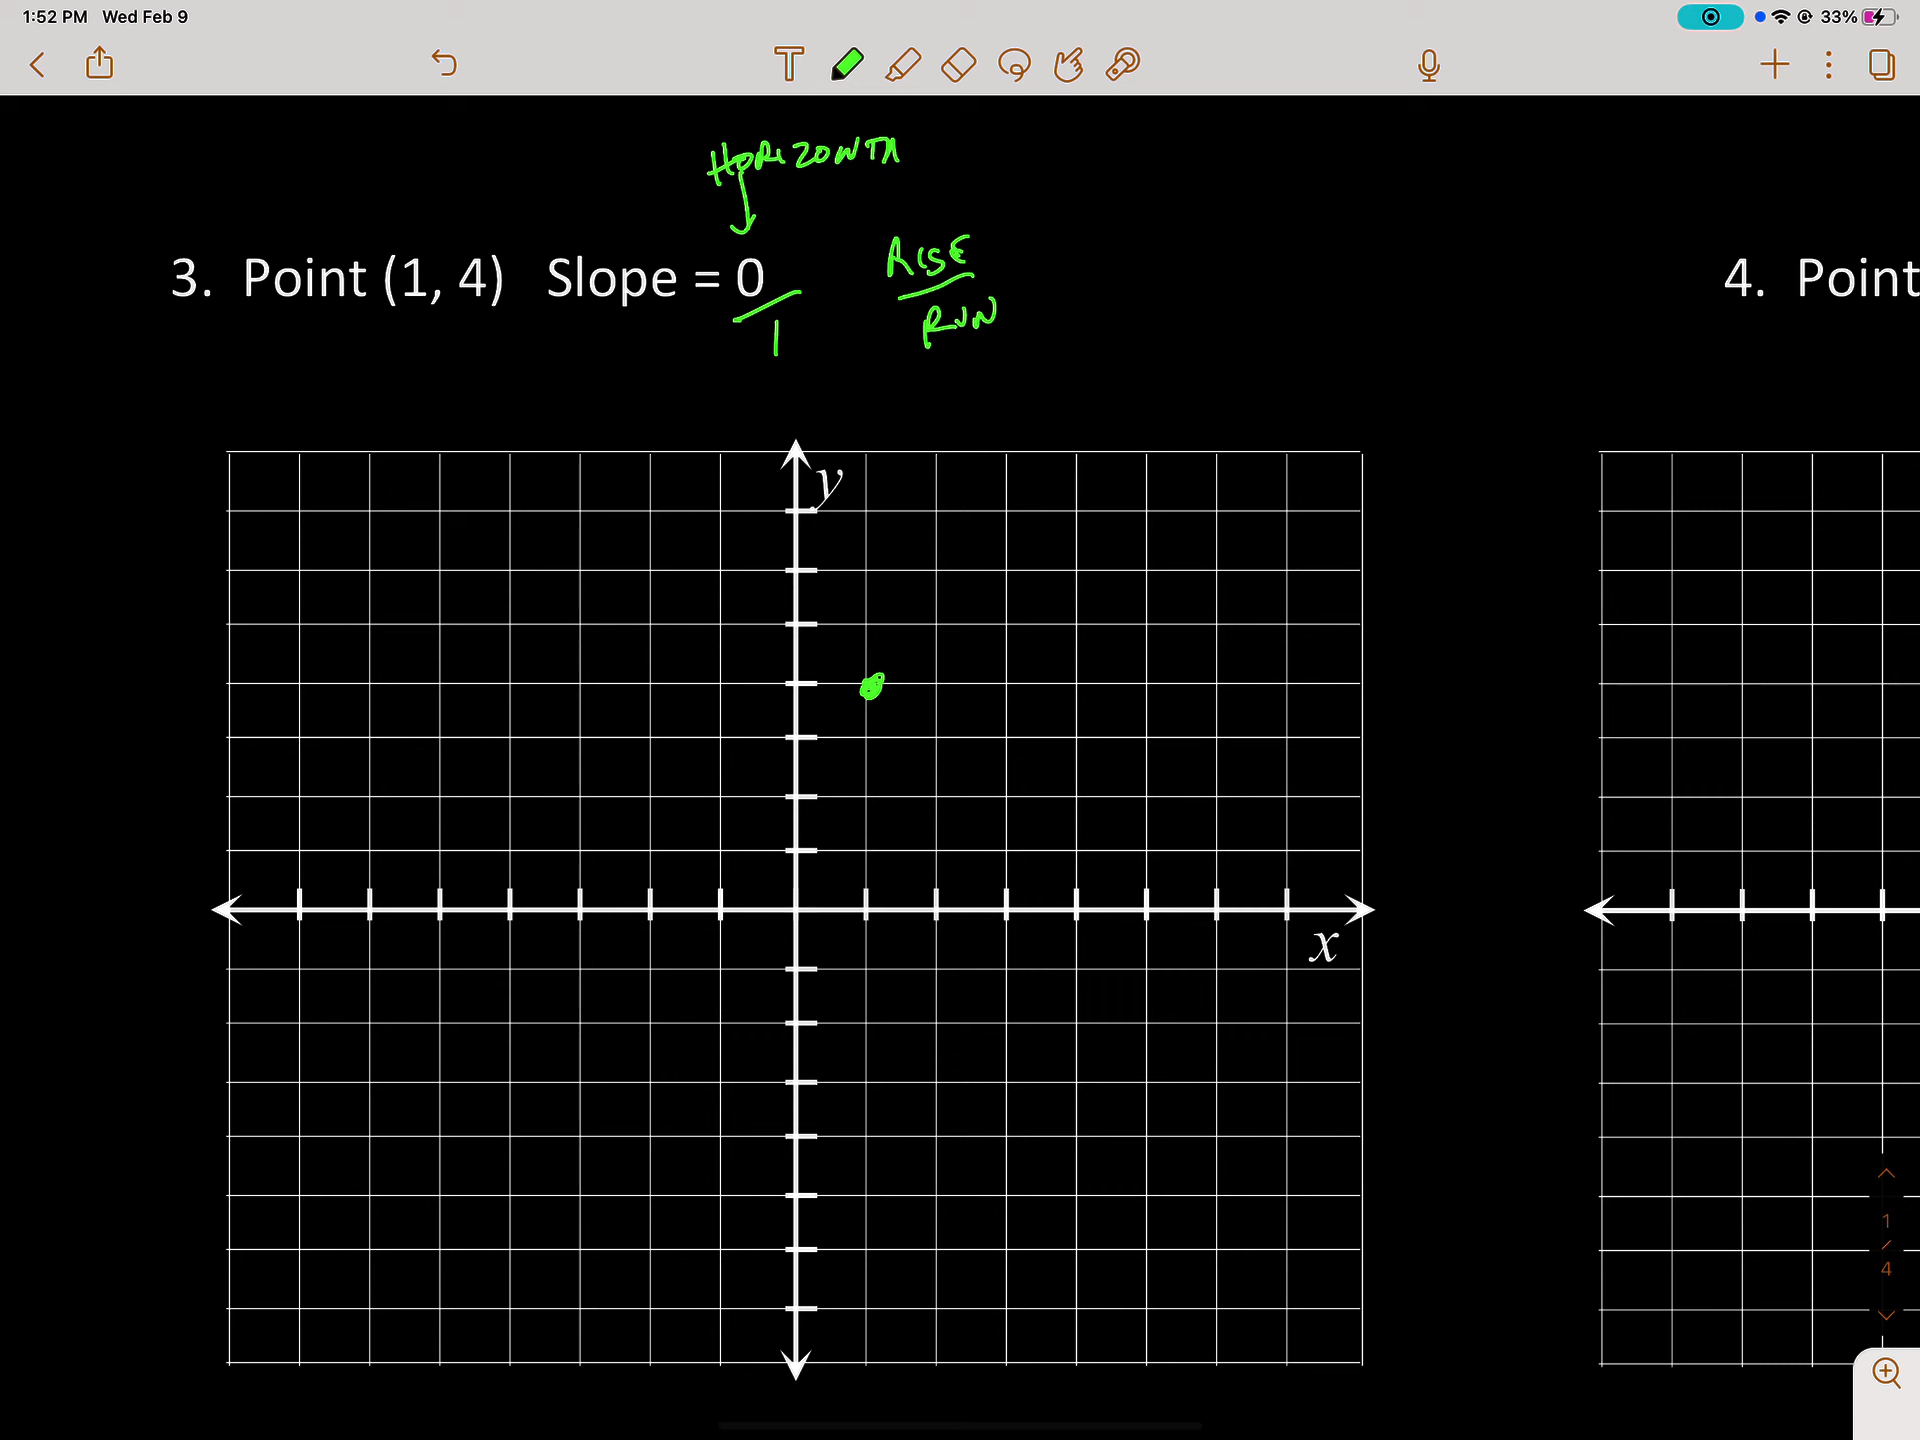 1:52 PM Wed Feb 9
33%
T
HORIZONTA
3. Point (1, 4) Slope = 0
1
RISE
RUN
4. Point
y
x
1
/
4